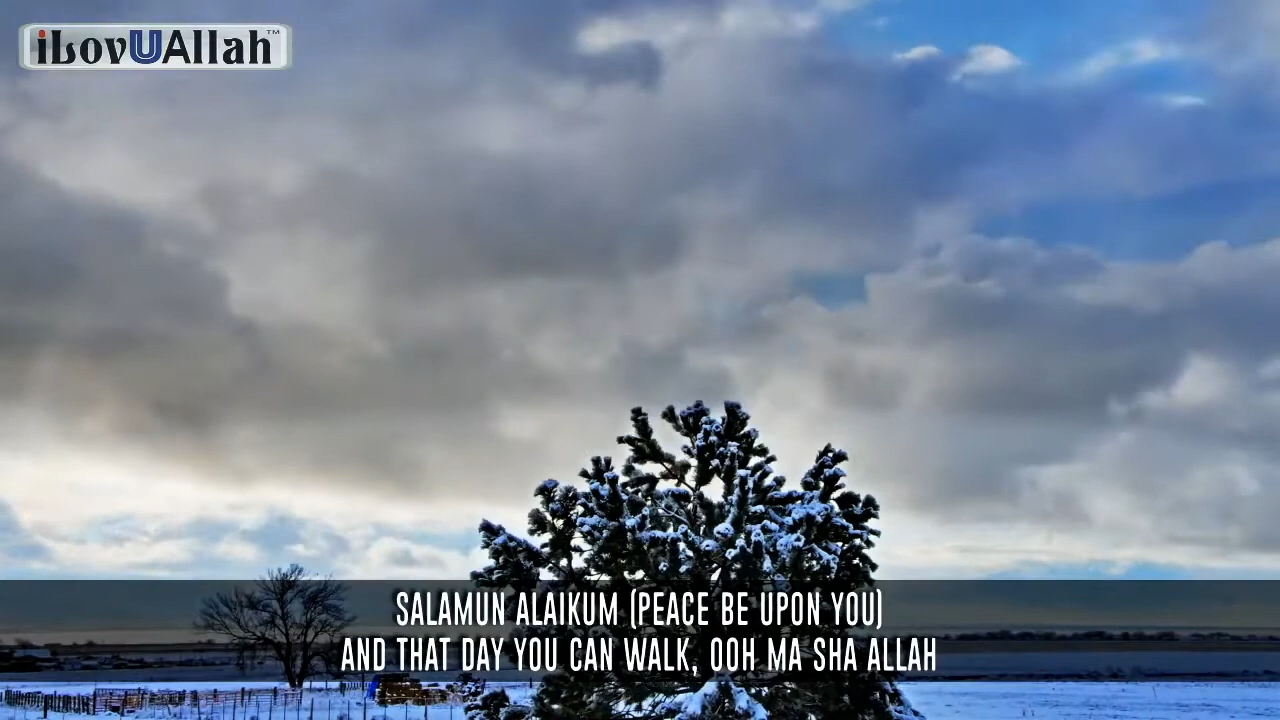 iLovUAllah™
SALAMUN ALAIKUM (PEACE BE UPON YOU)
AND THAT DAY YOU CAN WALK, OOH MA SHA ALLAH